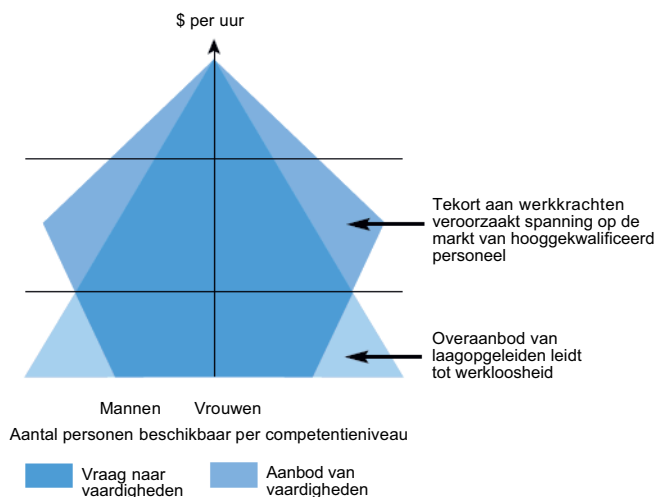 $ per uur
Tekort aan werkkrachten
veroorzaakt spanning op de
markt van hooggekwalificeerd
personeel
Overaanbod van
laagopgeleiden leidt
tot werkloosheid
Mannen
Vrouwen
Aantal personen beschikbaar per competentieniveau
Vraag naar
vaardigheden
Aanbod van
vaardigheden